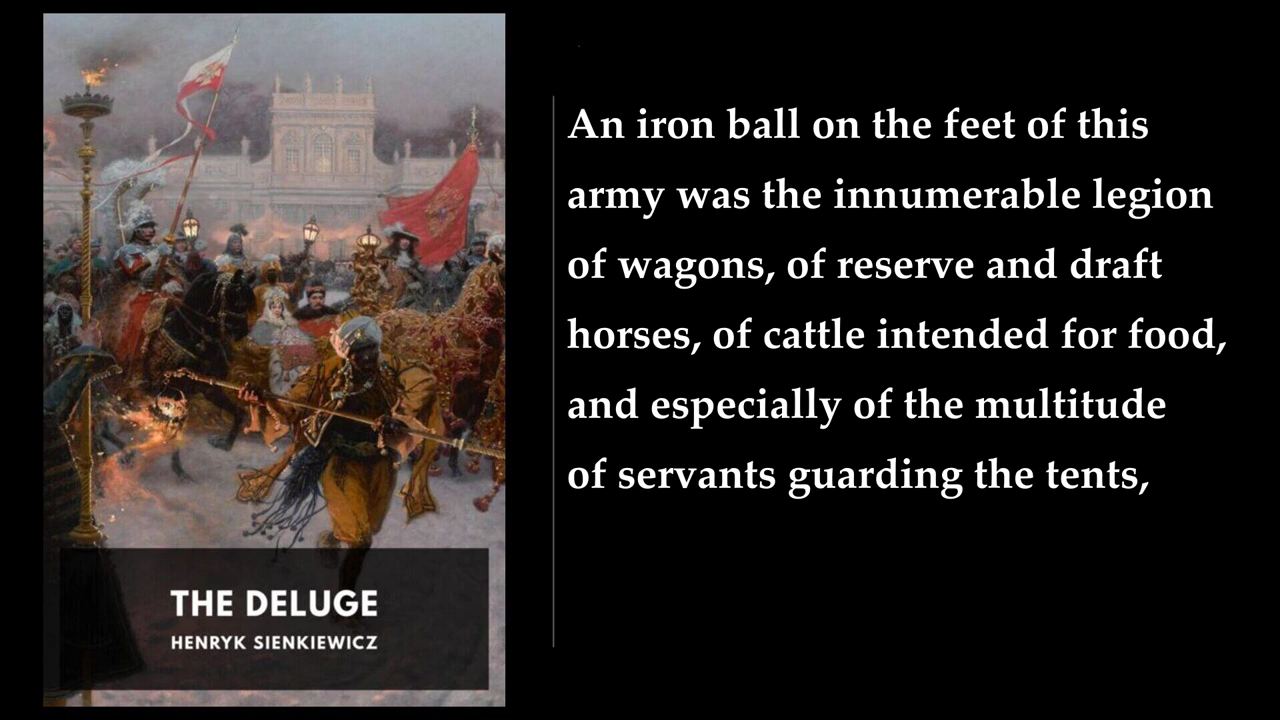 THE DELUGE
HENRYK SIENKIEWICZ
An iron ball on the feet of this
army was the innumerable legion
of wagons, of reserve and draft
horses, of cattle intended for food,
and especially of the multitude
of servants guarding the tents,